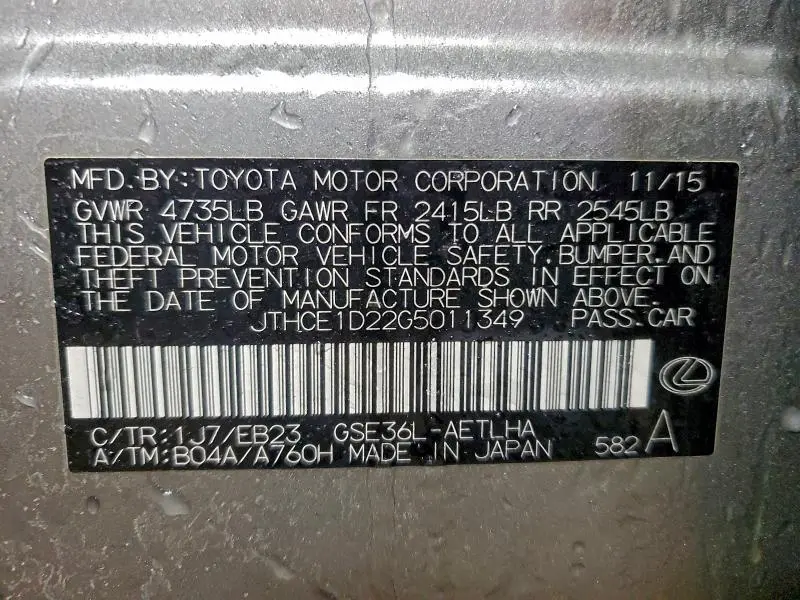 MFD.BY:TOYOTA MOTOR CORPORATION 11/15
GVWR 4735LB GAWR FR 2415LB RR 2545LB
THIS VEHICLE CONFORMS TO ALL APPLICABLE
FEDERAL MOTOR VEHICLE SAFETY,BUMPER,AND
THEFT PREVENTION STANDARDS IN EFFECT ON
THE DATE OF MANUFACTURE SHOWN ABOVE.
JTHCE1D22G5011349 PASS.CAR
C/TR:1J7/EB23 GSE36L-AETLHA
A/TM:B04A/A760H MADE IN JAPAN 582 A